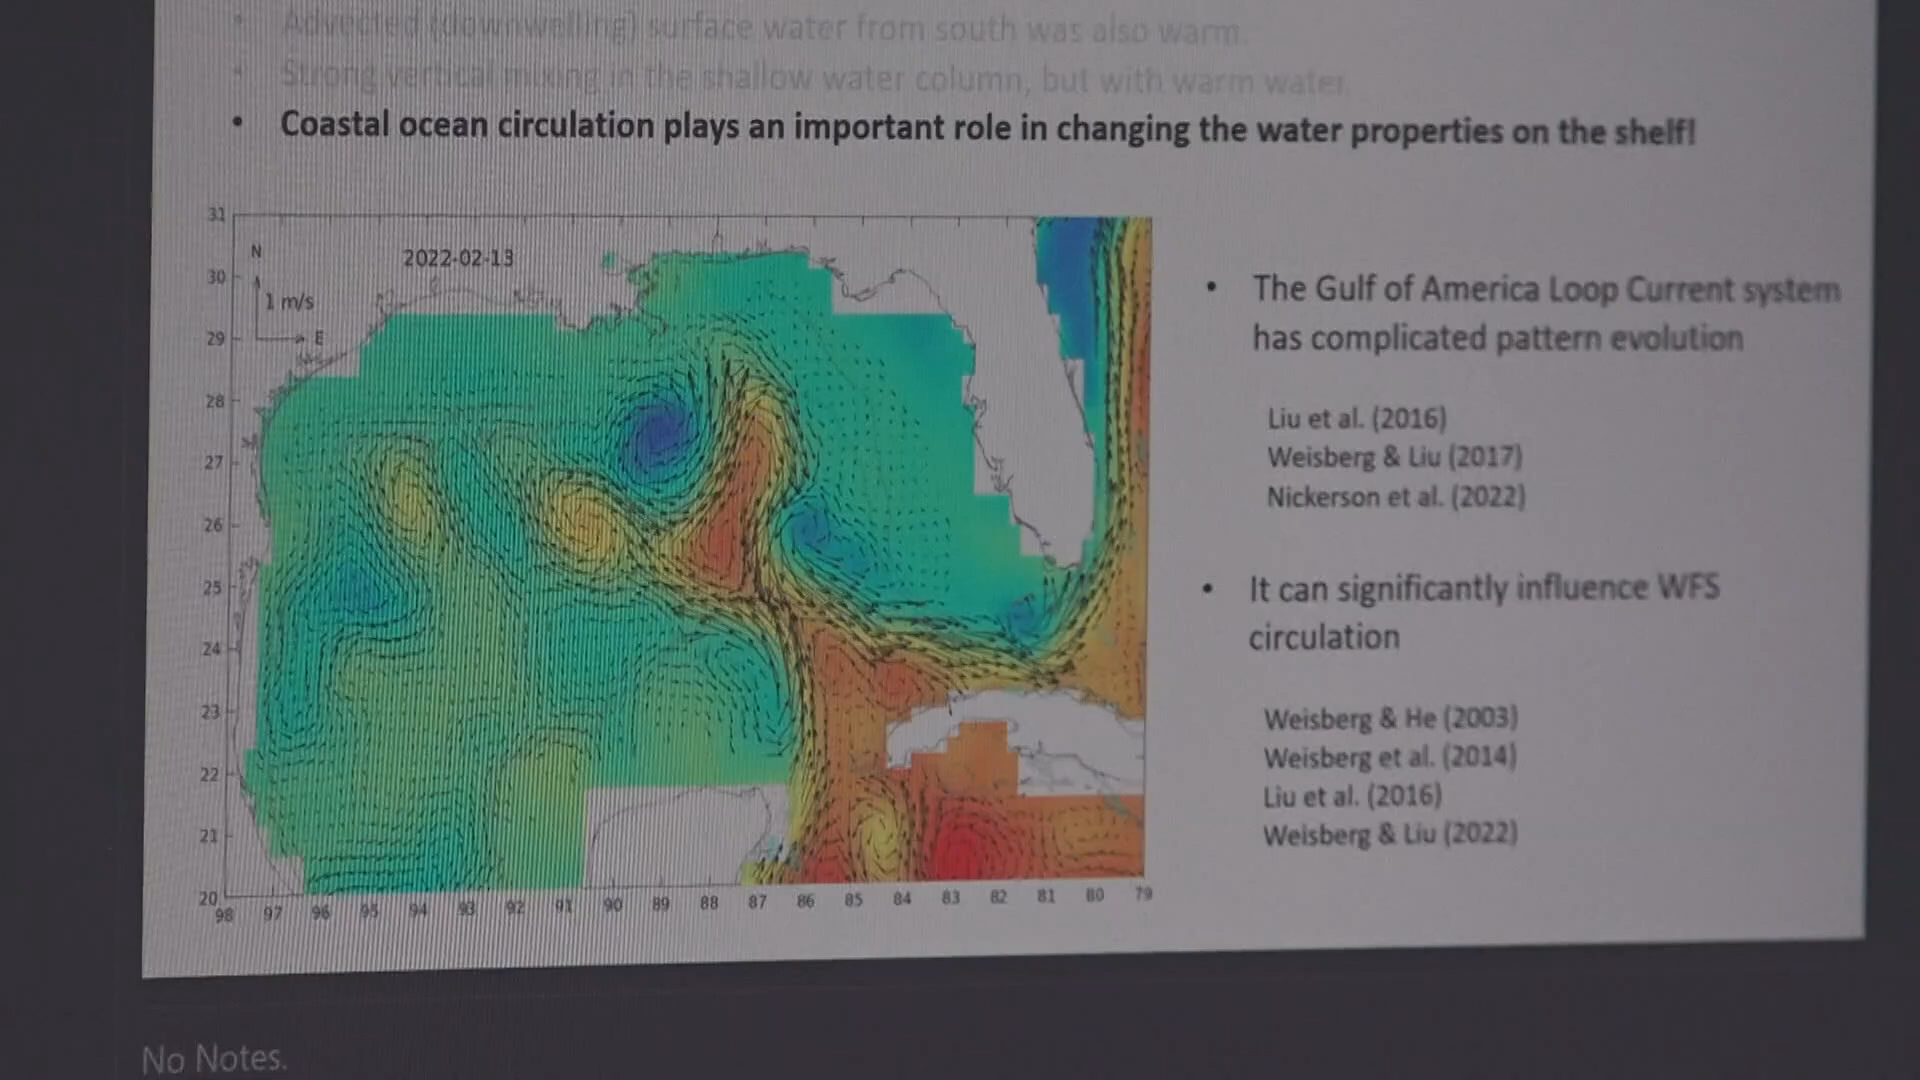 Advected (downwelling) surface water from south was also warm.
Strong vertical mixing in the shallow water column, but with warm water.
• Coastal ocean circulation plays an important role in changing the water properties on the shelf!
31
30
29
28
27
26
25
24
23
22
21
20
N
2022-02-13
1 m/s
E
98 97 96 95 94 93 92 91 90 89 88 87 86 85 84 83 82 81 80 79
• The Gulf of America Loop Current system
has complicated pattern evolution
Liu et al. (2016)
Weisberg & Liu (2017)
Nickerson et al. (2022)
• It can significantly influence WFS
circulation
Weisberg & He (2003)
Weisberg et al. (2014)
Liu et al. (2016)
Weisberg & Liu (2022)
No Notes.